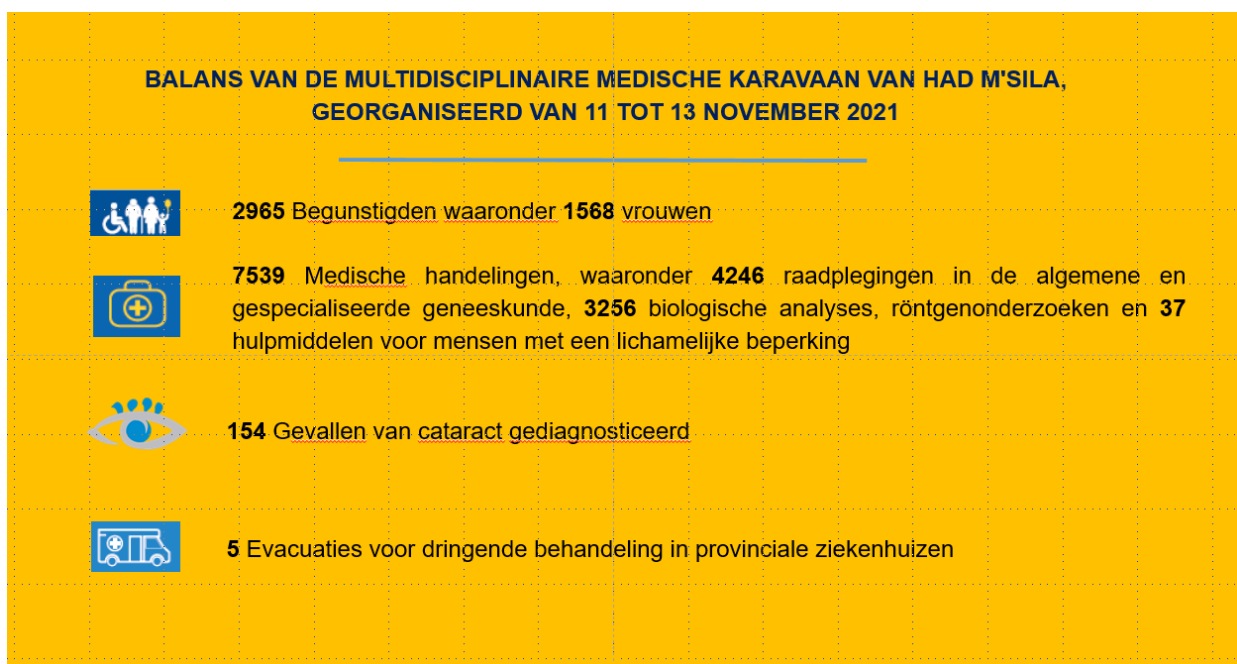 BALANS VAN DE MULTIDISCIPLINAIRE MEDISCHE KARAVAAN VAN HAD M'SILA,
GEORGANISEERD VAN 11 TOT 13 NOVEMBER 2021
2965 Begunstigden waaronder 1568 vrouwen
7539 Medische handelingen, waaronder 4246 raadplegingen in de algemene en
gespecialiseerde geneeskunde, 3256 biologische analyses, röntgenonderzoeken en 37
hulpmiddelen voor mensen met een lichamelijke beperking
154 Gevallen van cataract gediagnosticeerd
5 Evacuaties voor dringende behandeling in provinciale ziekenhuizen